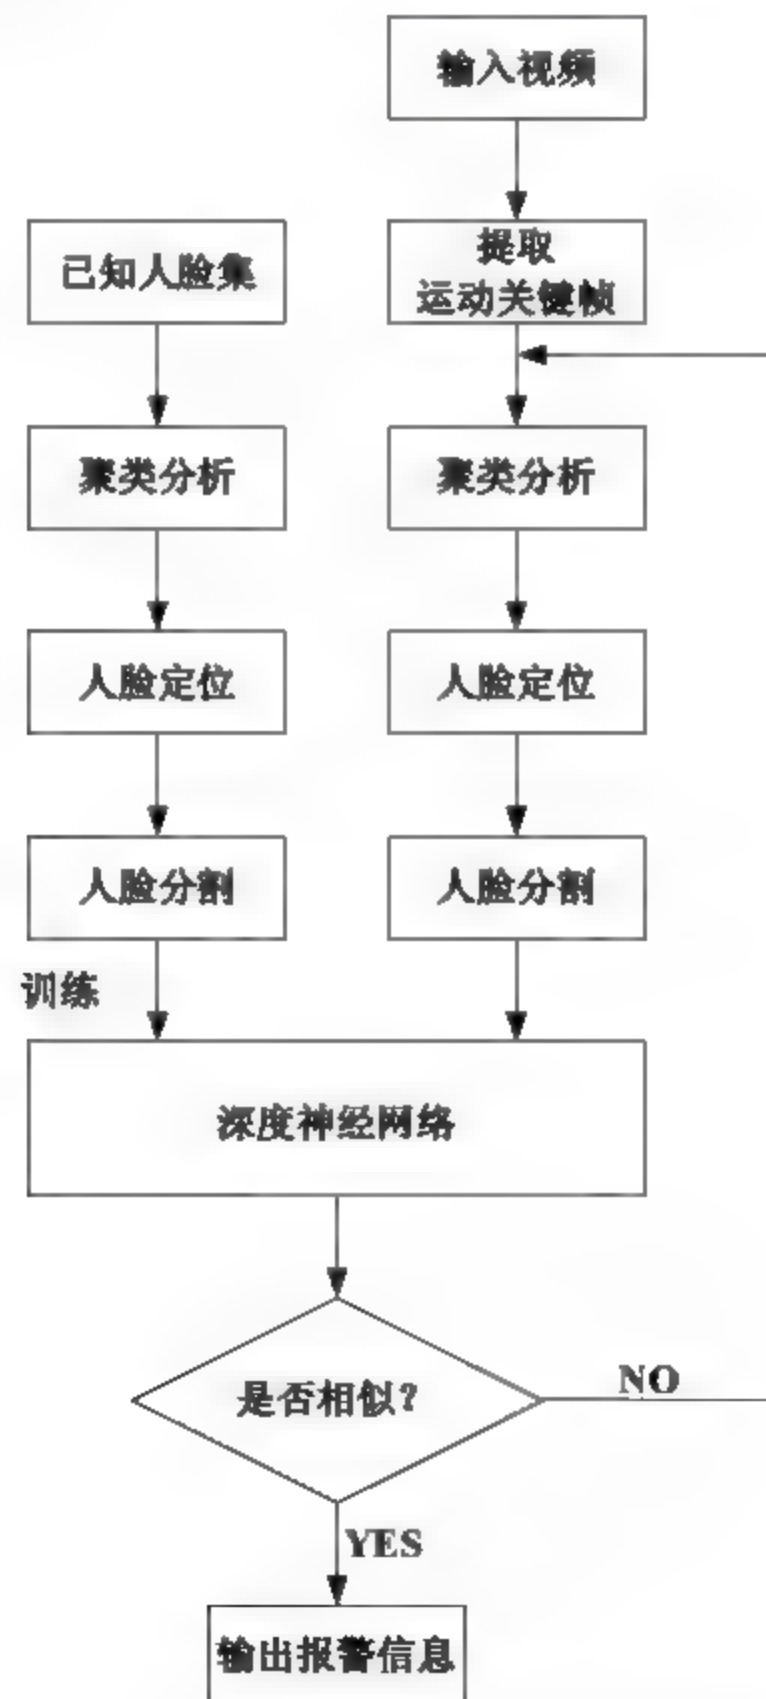 输入视频
已知人脸集
提取
运动关键帧
聚类分析
聚类分析
人脸定位
人脸定位
人脸分割
人脸分割
训练
深度神经网络
是否相似？
NO
YES
输出报警信息